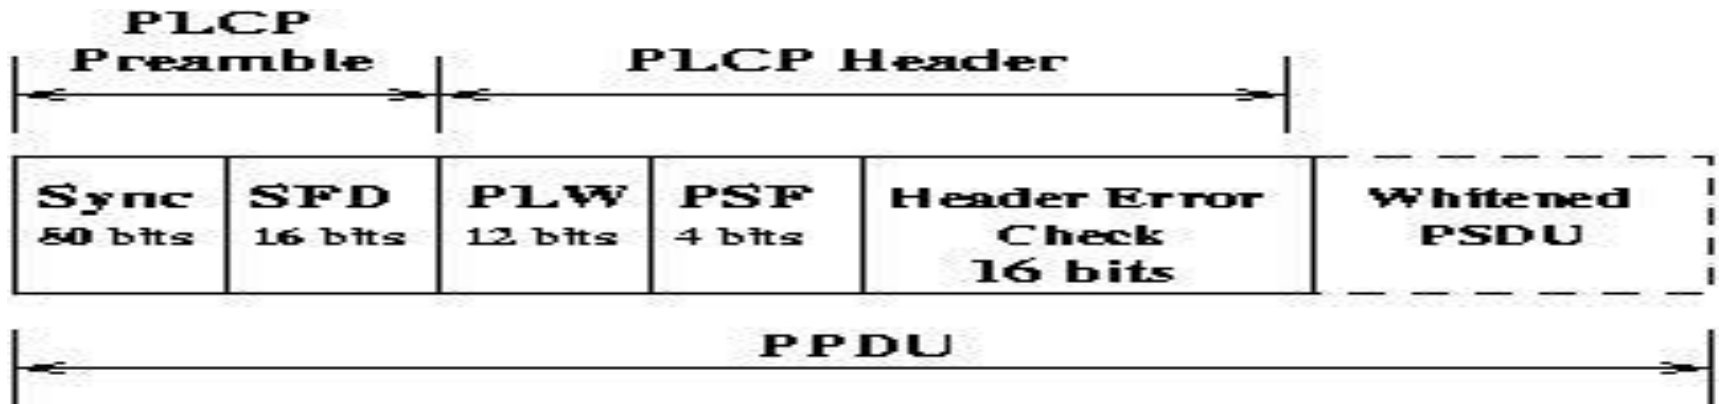 PLCP
Preamble
PLCP Header
Sync
80 bits
SFD
16 bits
PLW
12 bits
PSF
4 bits
Header Error
Check
16 bits
Whitened
PSDU
PPDU